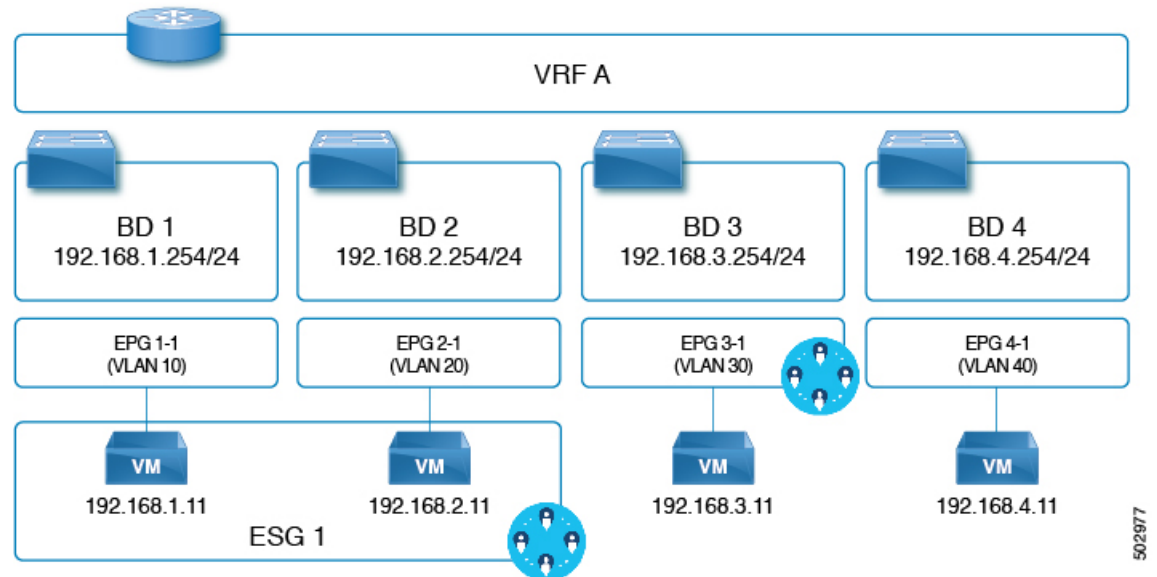 VRF A
BD 1
192.168.1.254/24
BD 2
192.168.2.254/24
BD 3
192.168.3.254/24
BD 4
192.168.4.254/24
EPG 1-1
(VLAN 10)
EPG 2-1
(VLAN 20)
EPG 3-1
(VLAN 30)
EPG 4-1
(VLAN 40)
VM
192.168.1.11
VM
192.168.2.11
VM
192.168.3.11
VM
192.168.4.11
ESG 1
502977